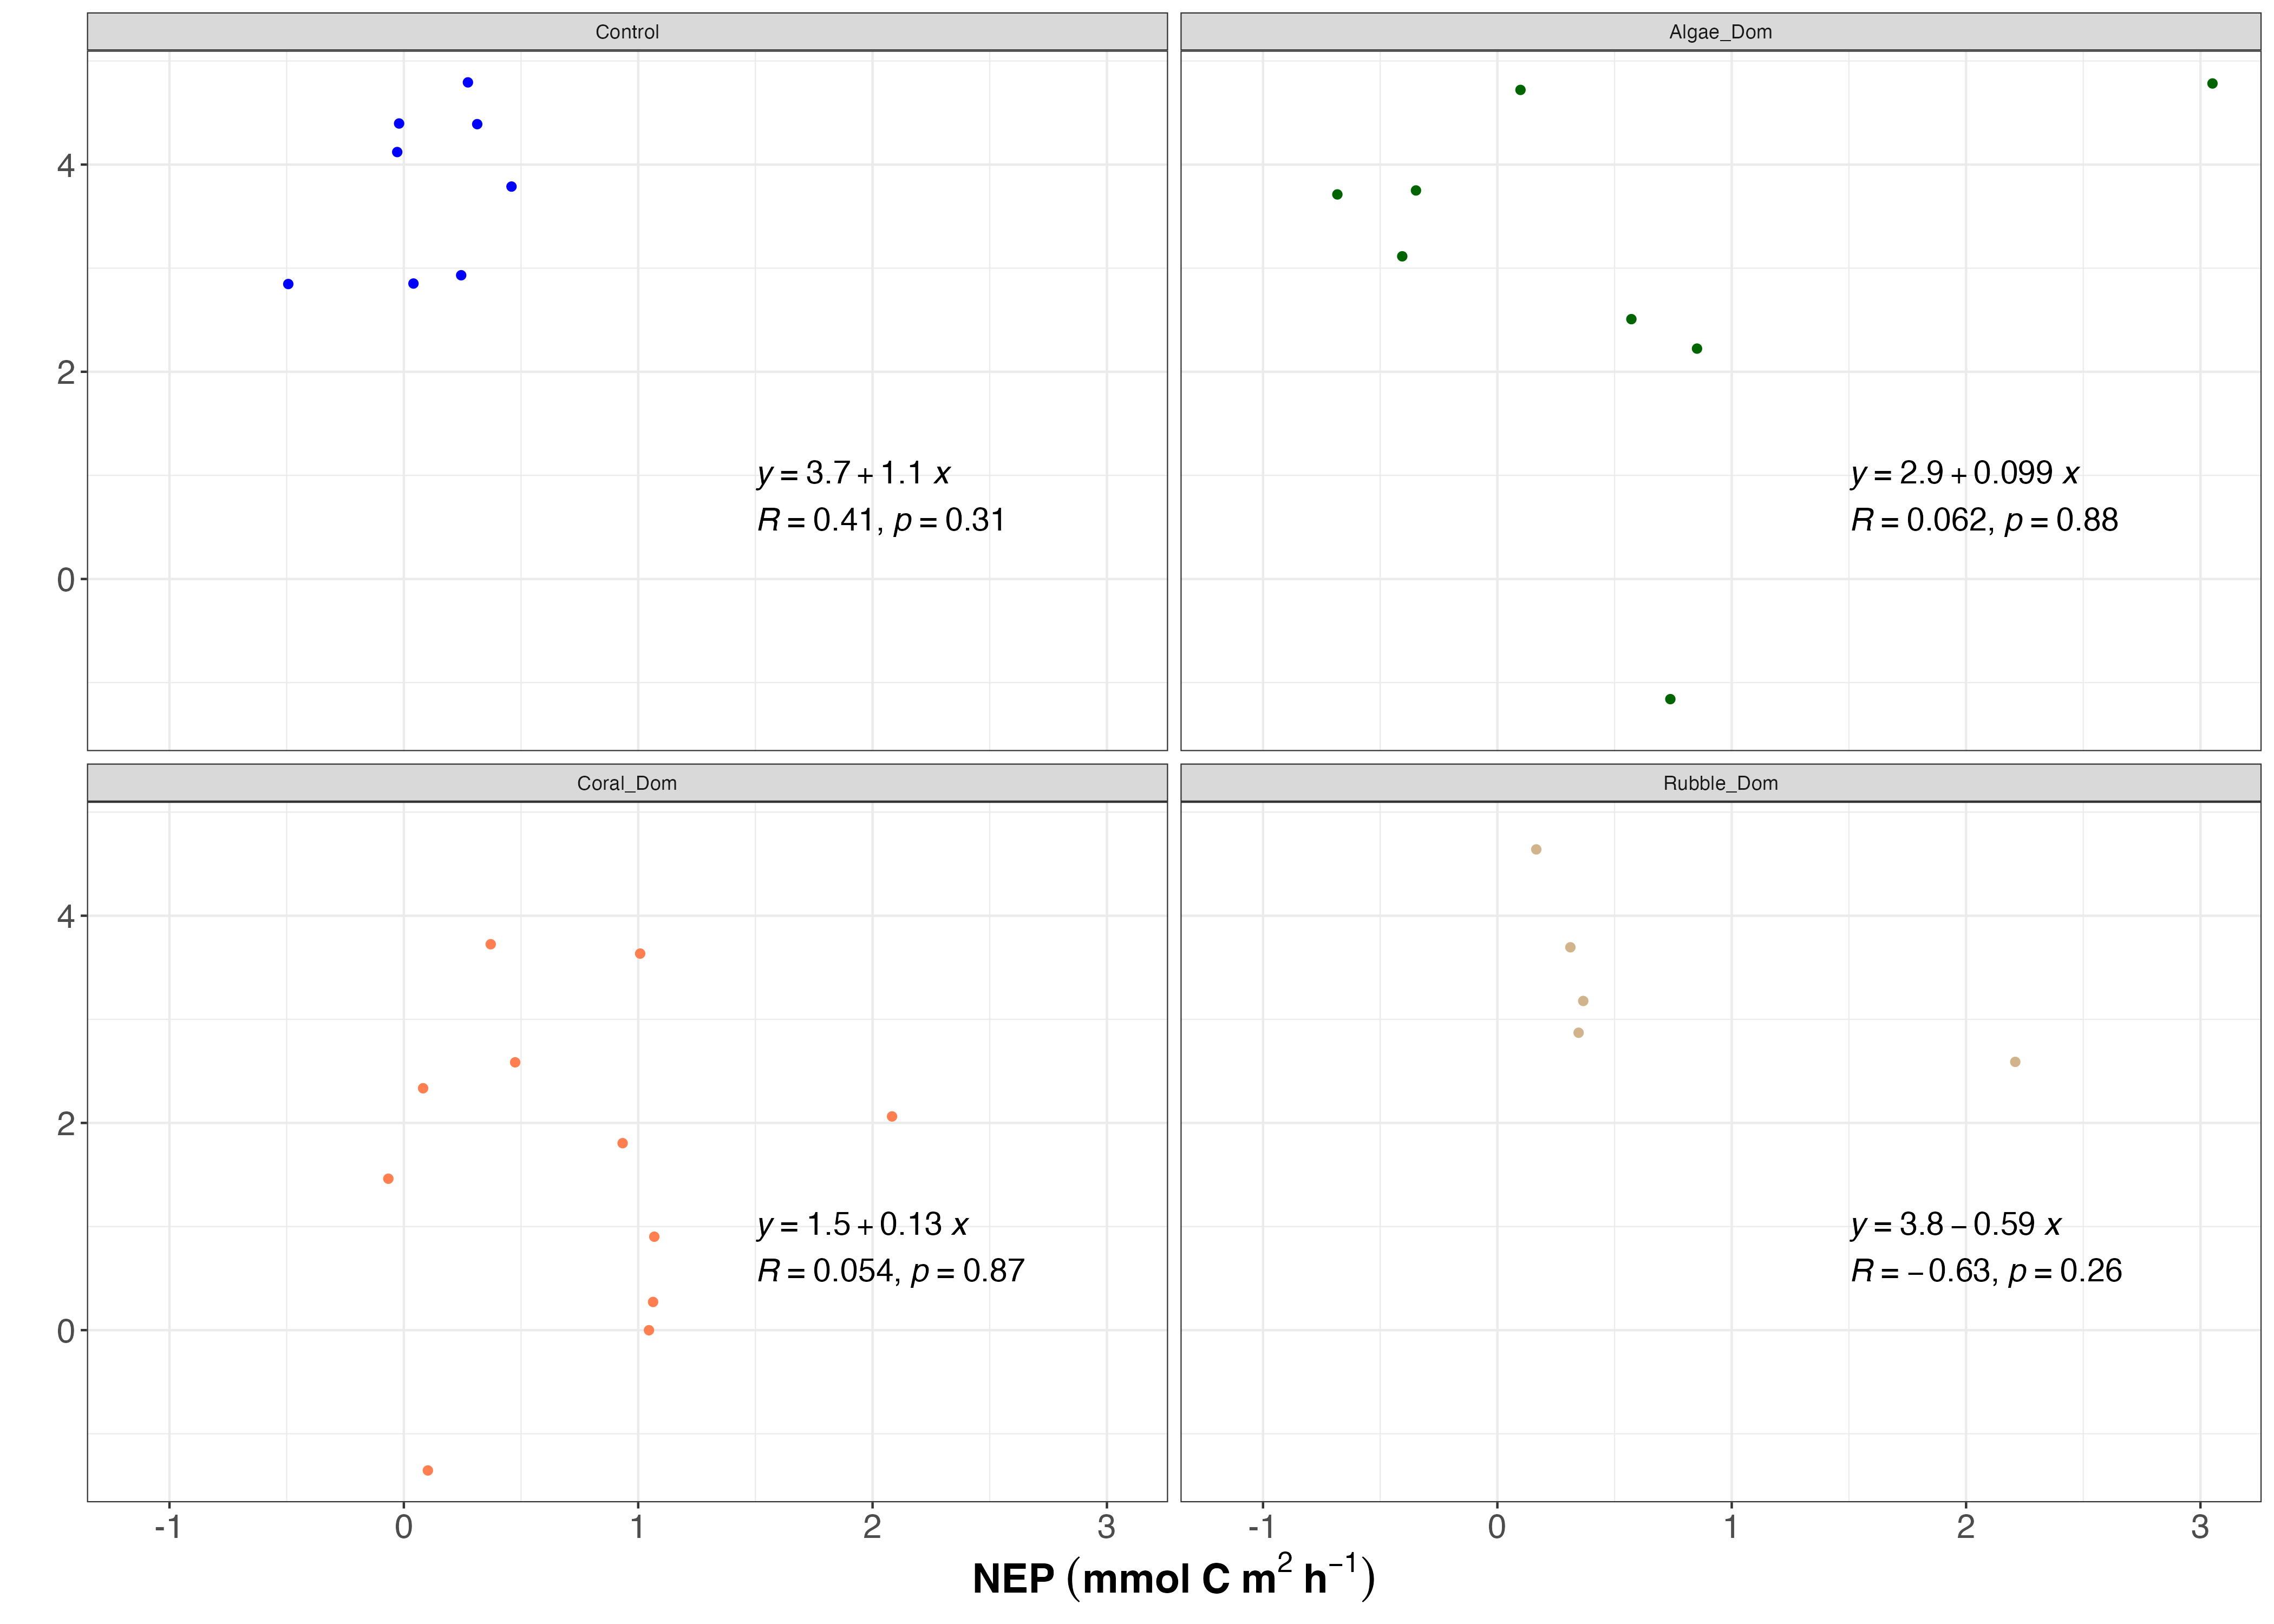 Control
Algae_Dom
4
2
0
y = 3.7 + 1.1 x
R = 0.41, p = 0.31
y = 2.9 + 0.099 x
R = 0.062, p = 0.88
Coral_Dom
Rubble_Dom
4
2
0
y = 1.5 + 0.13 x
R = 0.054, p = 0.87
y = 3.8 − 0.59 x
R = −0.63, p = 0.26
-1 0 1 2 3
-1 0 1 2 3
NEP (mmol C m² h⁻¹)